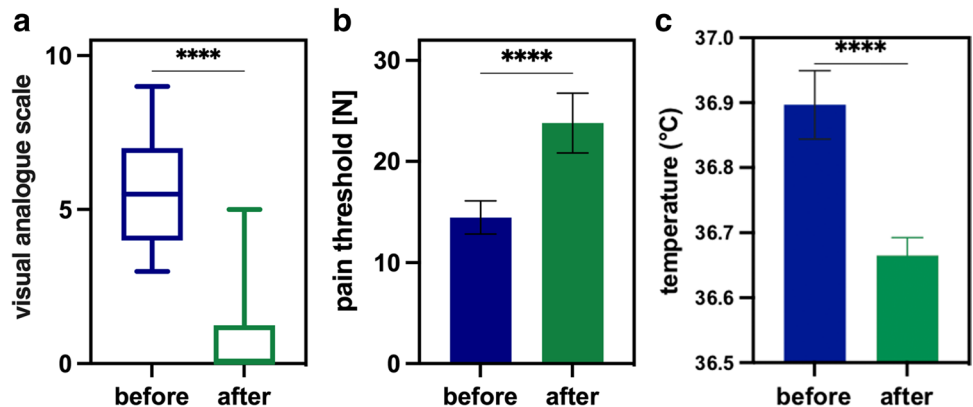 a
visual analogue scale
10
5
0
****
before
after
b
pain threshold [N]
30
20
10
0
****
before
after
c
temperature (°C)
37.0
36.9
36.8
36.7
36.6
36.5
****
before
after